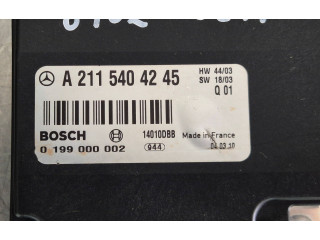 A 211 540 42 45
HW 44/03
SW 18/03
Q 01
BOSCH
14010DBB
Made in France
0 199 000 002
944
04.03.10